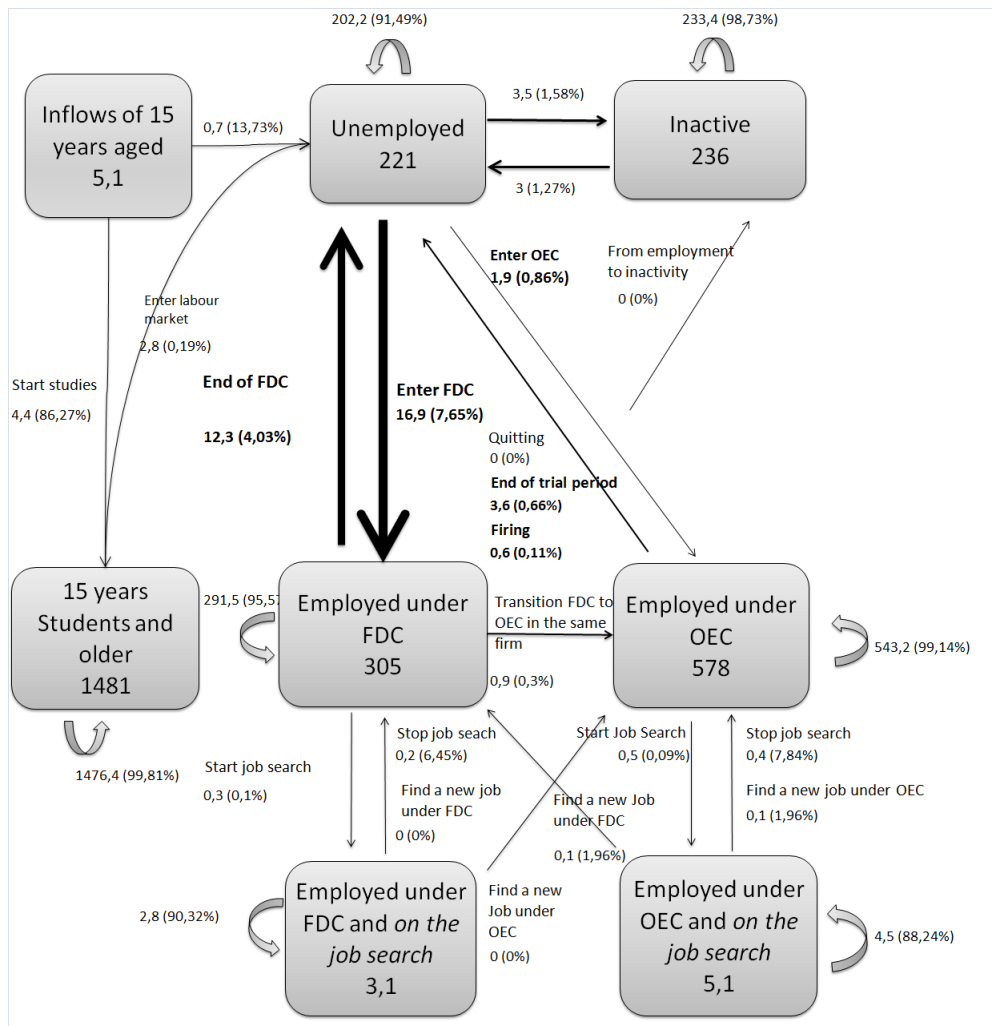 202,2 (91,49%)
233,4 (98,73%)
Inflows of 15
years aged
5,1
0,7 (13,73%)
Unemployed
221
3,5 (1,58%)
3 (1,27%)
Inactive
236
Enter OEC
1,9 (0,86%)
From employment
to inactivity
0 (0%)
Enter labour
market
2,8 (0,19%)
Start studies
4,4 (86,27%)
End of FDC
12,3 (4,03%)
Enter FDC
16,9 (7,65%)
Quitting
0 (0%)
End of trial period
3,6 (0,66%)
Firing
0,6 (0,11%)
15 years
Students and
older
1481
291,5 (95,57
Employed under
FDC
305
Transition FDC to
OEC in the same
firm
0,9 (0,3%)
Employed under
OEC
578
543,2 (99,14%)
1476,4 (99,81%)
Start job search
0,3 (0,1%)
Stop job seach
0,2 (6,45%)
Find a new job
under FDC
0 (0%)
Start Job Search
0,5 (0,09%)
Find a new Job
under FDC
0,1 (1,96%)
Stop job search
0,4 (7,84%)
Find a new job under OEC
0,1 (1,96%)
2,8 (90,32%)
Employed under
FDC and on the
job search
3,1
Find a new
Job under
OEC
0 (0%)
Employed under
OEC and on the
job search
5,1
4,5 (88,24%)